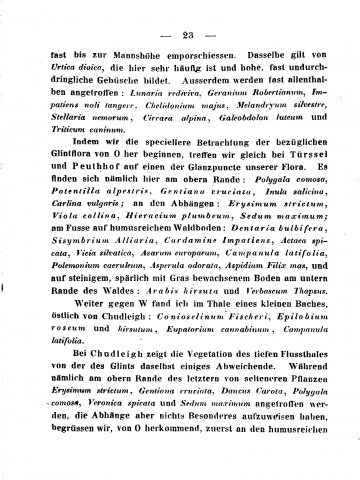 — 23 —
fast bis zur Mannshöhe emporschiessen. Dasselbe gilt von
Urtica dioica, die hier sehr häufig ist und hohe, fast undurch-
dringliche Gebüsche bildet. Ausserdem werden fast allenthal-
ben angetroffen: Lunaria rediviva, Geranium Robertianum, Im-
patiens noli tangere, Chelidonium majus, Melandryum silvestre,
Stellaria nemorum, Circaea alpina, Galeobdolon luteum und
Triticum caninum.
Indem wir die speciellere Betrachtung der bezüglichen
Glintflora von O her beginnen, treffen wir gleich bei Türssel
und Peuthhof auf einen der Glanzpuncte unserer Flora. Es
finden sich nämlich hier am obern Rande: Polygala comosa,
Potentilla alpestris, Gentiana cruciata, Inula salicina,
Carlina vulgaris; an den Abhängen: Erysimum strictum,
Viola collina, Hieracium plumbeum, Sedum maximum;
am Fusse auf humusreichem Waldboden: Dentaria bulbifera,
Sisymbrium Alliaria, Cardamine Impatiens, Actaea spi-
cata, Vicia silvatica, Asarum europaeum, Campanula latifolia,
Polemonium caeruleum, Asperula odorata, Aspidium Filix mas, und
auf steinigem, spärlich mit Gras bewachsenen Boden am untern
Rande des Waldes: Arabis hirsuta und Verbascum Thapsus.
Weiter gegen W fand ich im Thale eines kleinen Baches,
östlich von Chudleigh: Conioselinum Fischeri, Epilobium
roseum und hirsutum, Eupatorium cannabinum, Campanula
latifolia.
Bei Chudleigh zeigt die Vegetation des tiefen Flussthales
von der des Glints daselbst einiges Abweichende. Während
nämlich am obern Rande des letztern von selteneren Pflanzen
Erysimum strictum, Gentiana cruciata, Daucus Carota, Polygala
comosa, Veronica spicata und Sedum maximum angetroffen wer-
den, die Abhänge aber nichts Besonderes aufzuweisen haben,
begrüssen wir, von O herkommend, zuerst an den humusreichen